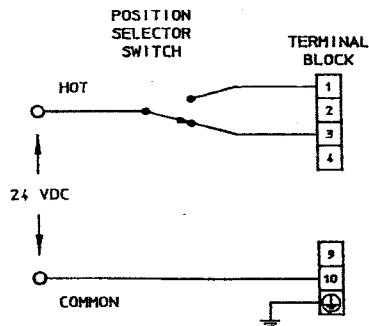 POSITION
SELECTOR
SWITCH
TERMINAL
BLOCK
HOT
1
2
3
4
24 VDC
9
10
COMMON